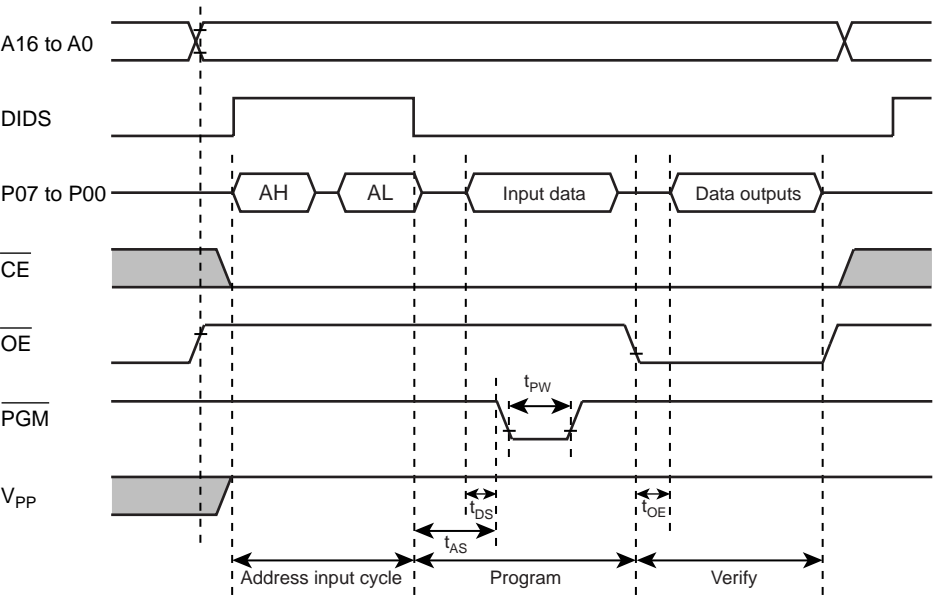 A16 to A0
DIDS
P07 to P00
AH
AL
Input data
Data outputs
CE
OE
tPW
PGM
VPP
tDS
tOE
tAS
Address input cycle
Program
Verify